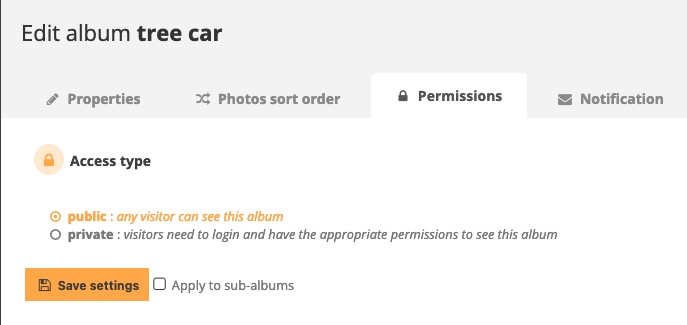 Edit album tree car
Properties
Photos sort order
Permissions
Notification
Access type
public : any visitor can see this album
private : visitors need to login and have the appropriate permissions to see this album
Save settings
Apply to sub-albums